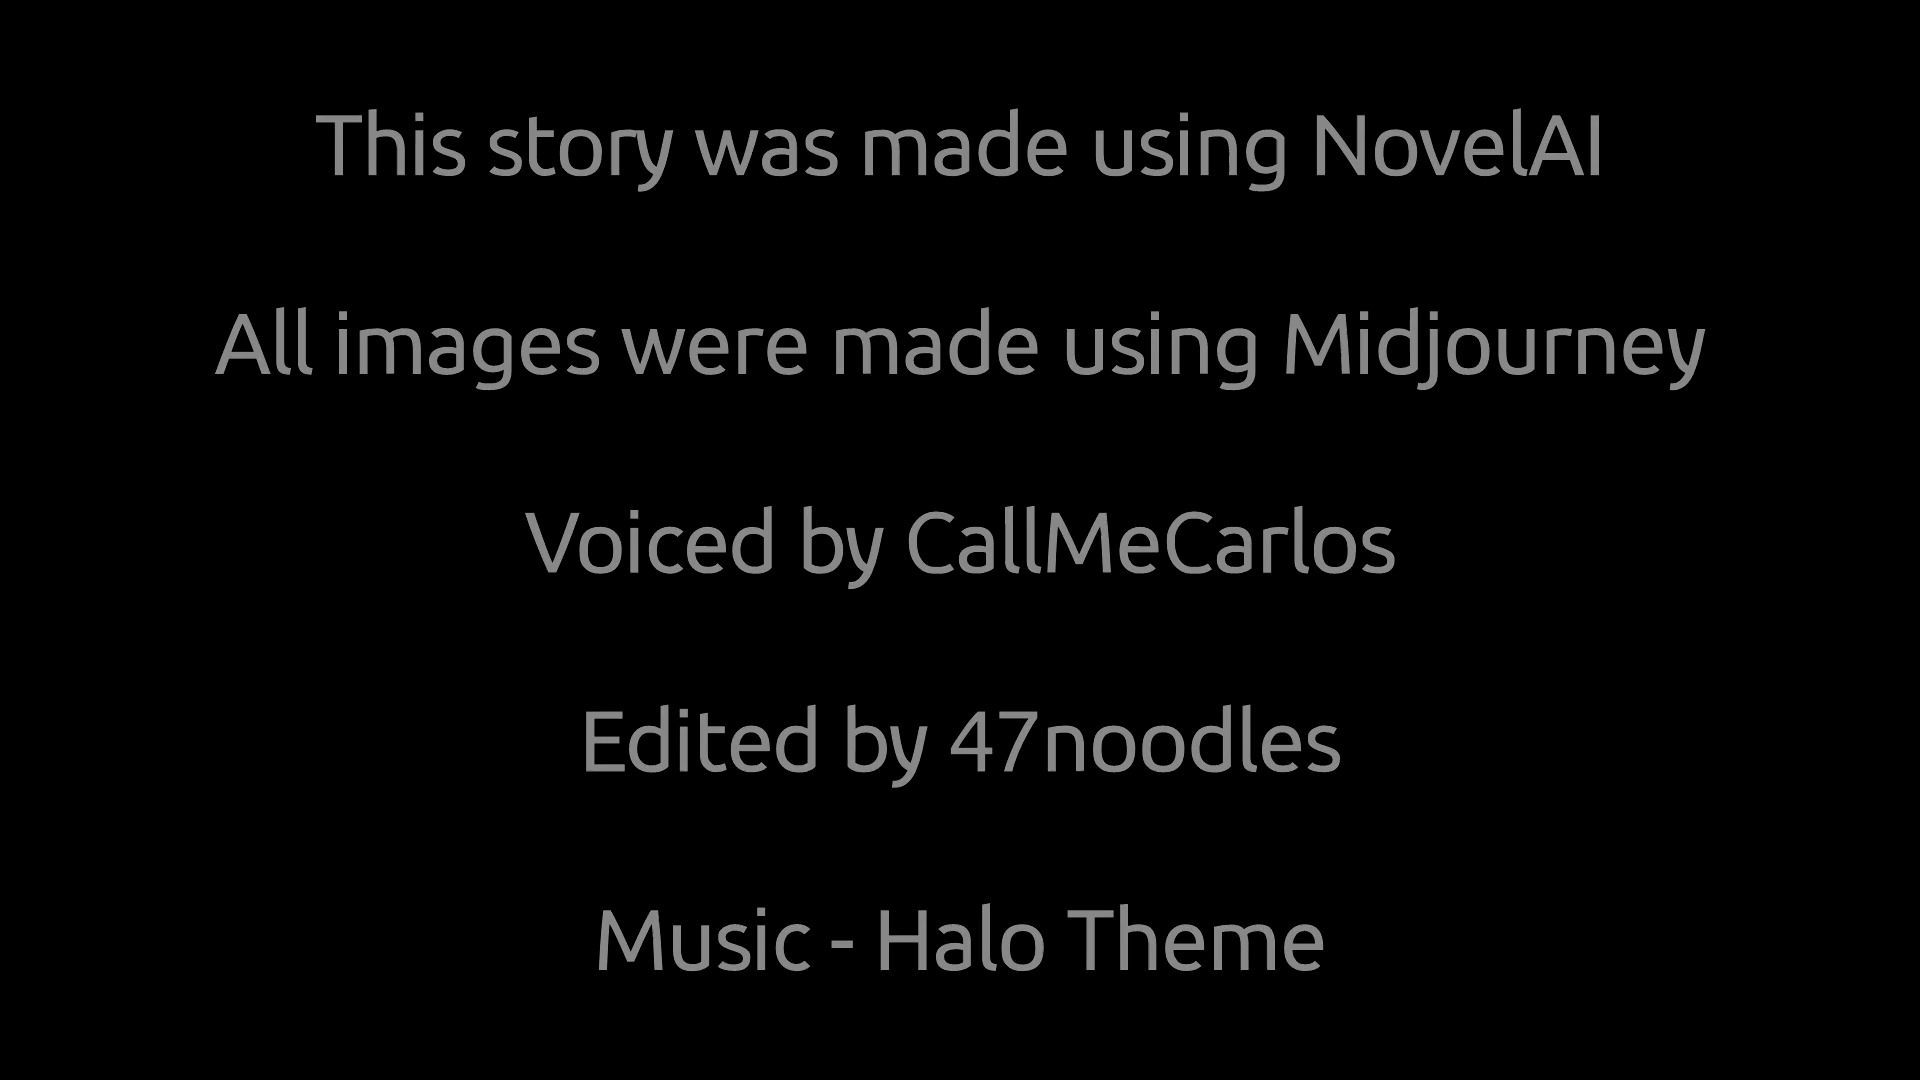 This story was made using NovelAI
All images were made using Midjourney
Voiced by CallMeCarlos
Edited by 47noodles
Music - Halo Theme